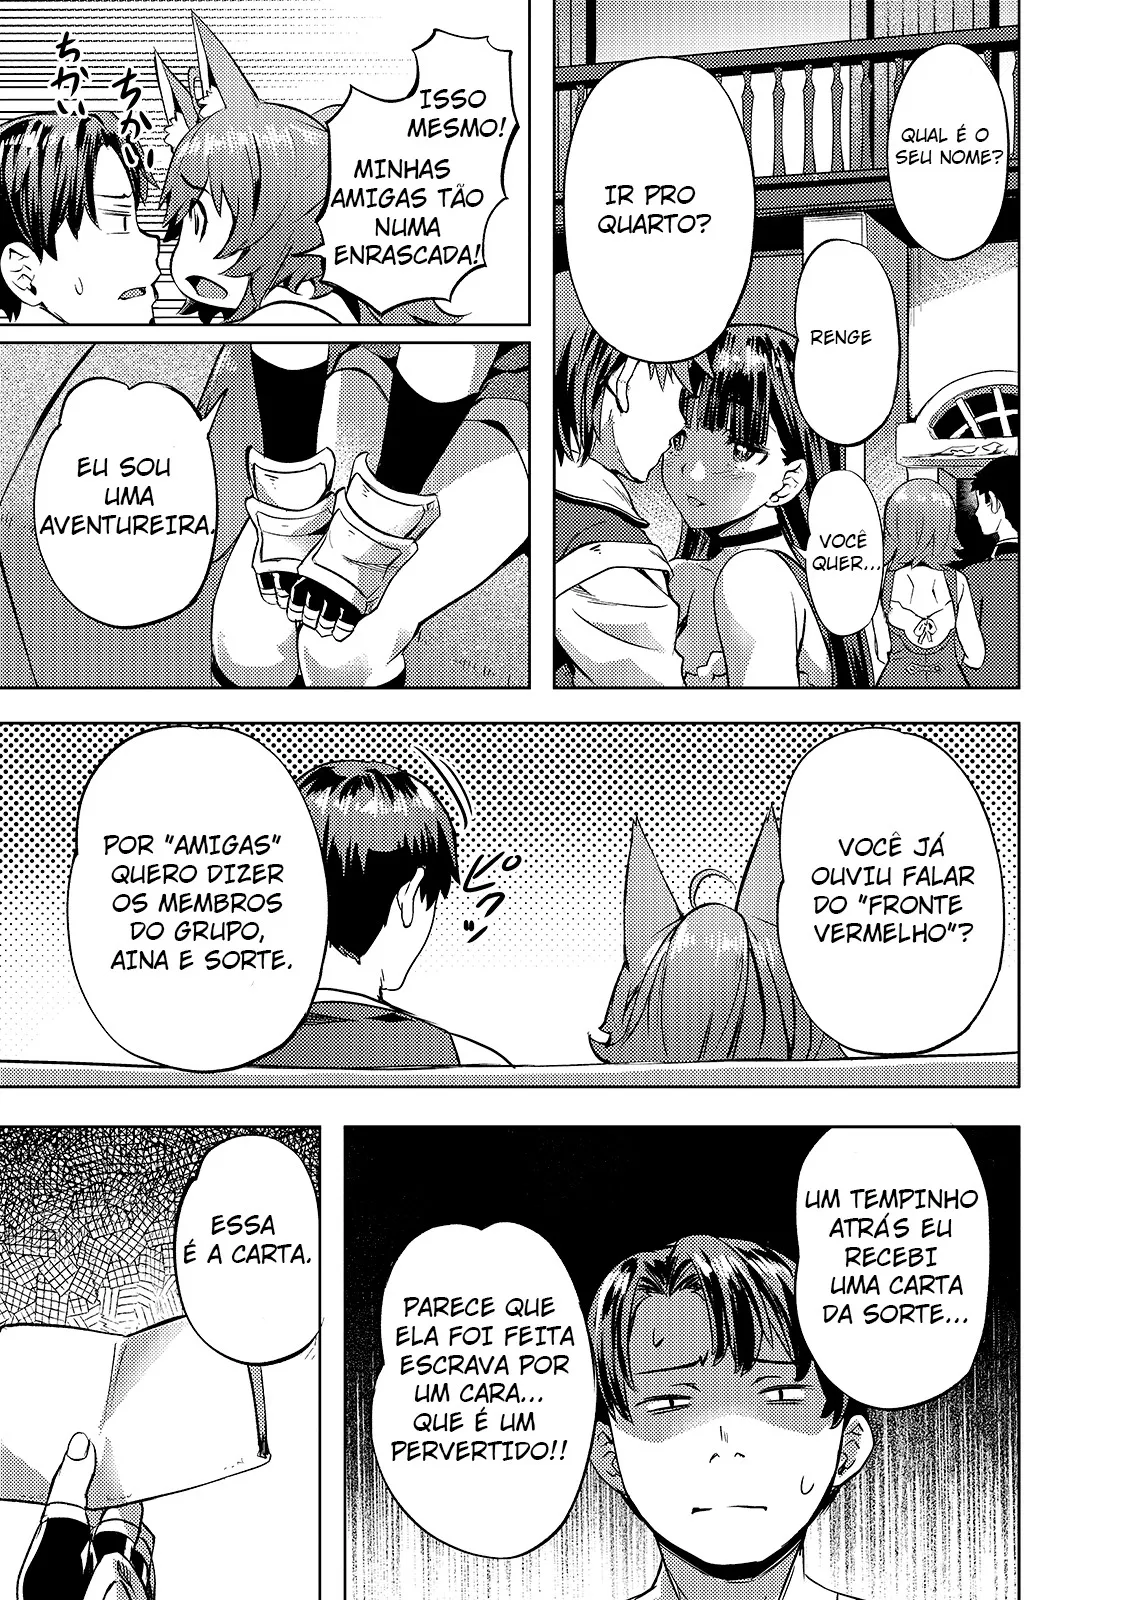 QUAL É O
SEU NOME?
RENGE
VOCÊ
QUER...
IR PRO
QUARTO?
ISSO
MESMO!
MINHAS
AMIGAS TÃO
NUMA
ENRASCADA!
ちかい
ちかい
EU SOU
UMA
AVENTUREIRA.
VOCÊ JÁ
OUVIU FALAR
DO "FRONTE
VERMELHO"?
ペコッ
POR "AMIGAS"
QUERO DIZER
OS MEMBROS
DO GRUPO,
AINA E SORTE.
UM TEMPINHO
ATRÁS EU
RECEBI
UMA CARTA
DA SORTE...
PARECE QUE
ELA FOI FEITA
ESCRAVA POR
UM CARA...
QUE É UM
PERVERTIDO!!
ESSA
É A CARTA.